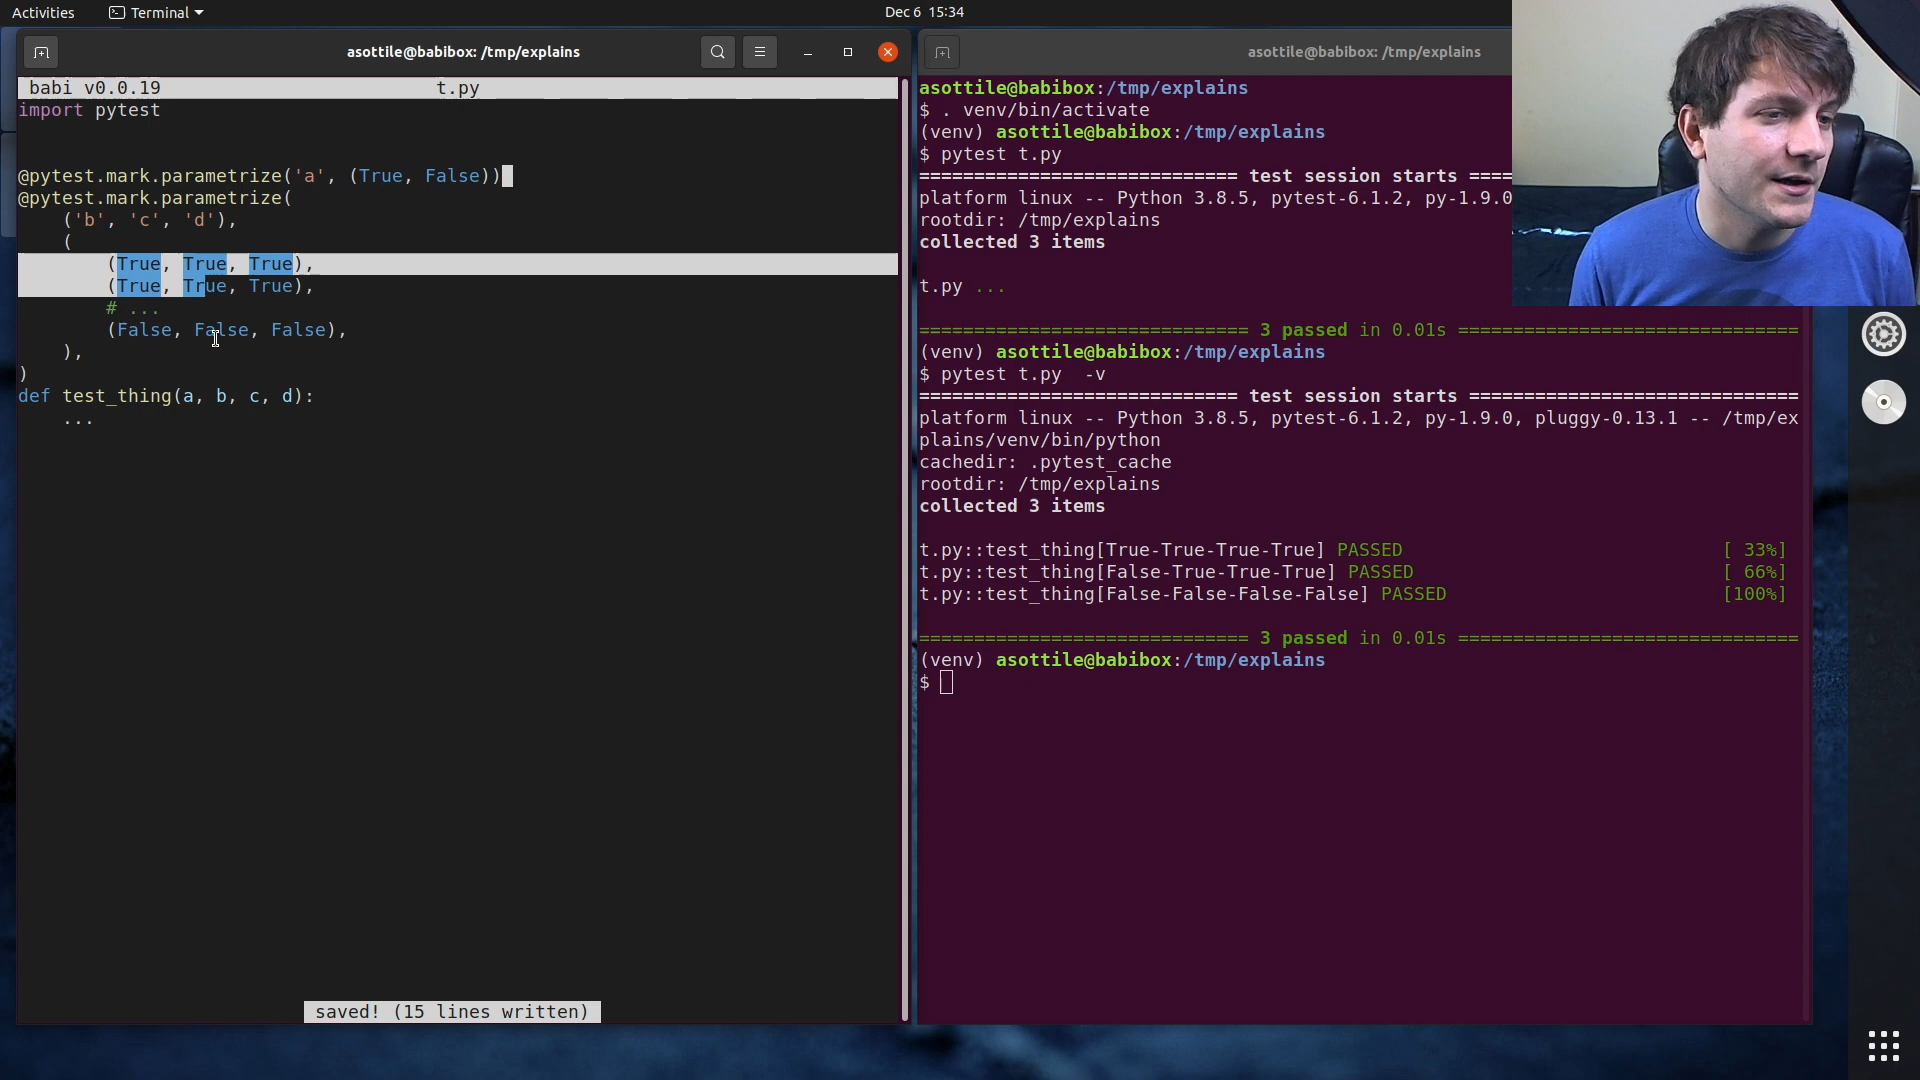 Activities
Terminal
Dec 6 15:34
asottile@babibox: /tmp/explains
babi v0.0.19 t.py
import pytest
@pytest.mark.parametrize('a', (True, False))
@pytest.mark.parametrize(
('b', 'c', 'd'),
(
(True, True, True),
(True, True, True),
# ...
(False, False, False),
),
)
def test_thing(a, b, c, d):
...
saved! (15 lines written)
asottile@babibox: /tmp/explains
asottile@babibox:/tmp/explains
$ . venv/bin/activate
(venv) asottile@babibox:/tmp/explains
$ pytest t.py
============================ test session starts ====
platform linux -- Python 3.8.5, pytest-6.1.2, py-1.9.0
rootdir: /tmp/explains
collected 3 items
t.py ...
============================= 3 passed in 0.01s ===============================
(venv) asottile@babibox:/tmp/explains
$ pytest t.py  -v
============================= test session starts ==============================
platform linux -- Python 3.8.5, pytest-6.1.2, py-1.9.0, pluggy-0.13.1 -- /tmp/ex
plains/venv/bin/python
cachedir: .pytest_cache
rootdir: /tmp/explains
collected 3 items
t.py::test_thing[True-True-True-True] PASSED [ 33%]
t.py::test_thing[False-True-True-True] PASSED [ 66%]
t.py::test_thing[False-False-False-False] PASSED [100%]
============================= 3 passed in 0.01s ===============================
(venv) asottile@babibox:/tmp/explains
$